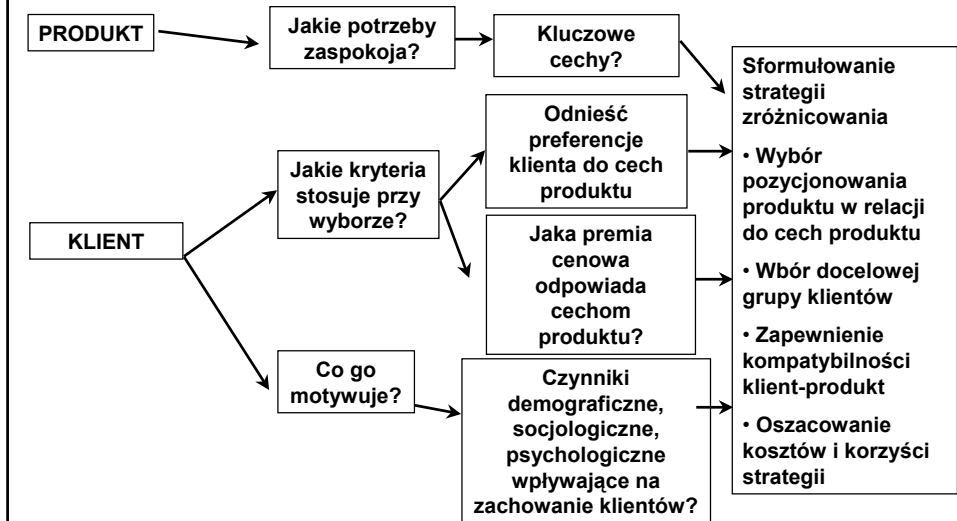 PRODUKT
Jakie potrzeby
zaspokoja?
Kluczowe
cechy?
KLIENT
Jakie kryteria
stosuje przy
wyborze?
Odnieść
preferencje
klienta do cech
produktu
Jaka premia
cenowa
odpowiada
cechom
produktu?
Co go
motywuje?
Czynniki
demograficzne,
socjologiczne,
psychologiczne
wpływające na
zachowanie klientów?
Sformułowanie
strategii
zróżnicowania
• Wybór
pozycjonowania
produktu w relacji
do cech produktu
• Wbór docelowej
grupy klientów
• Zapewnienie
kompatybilności
klient-produkt
• Oszacowanie
kosztów i korzyści
strategii